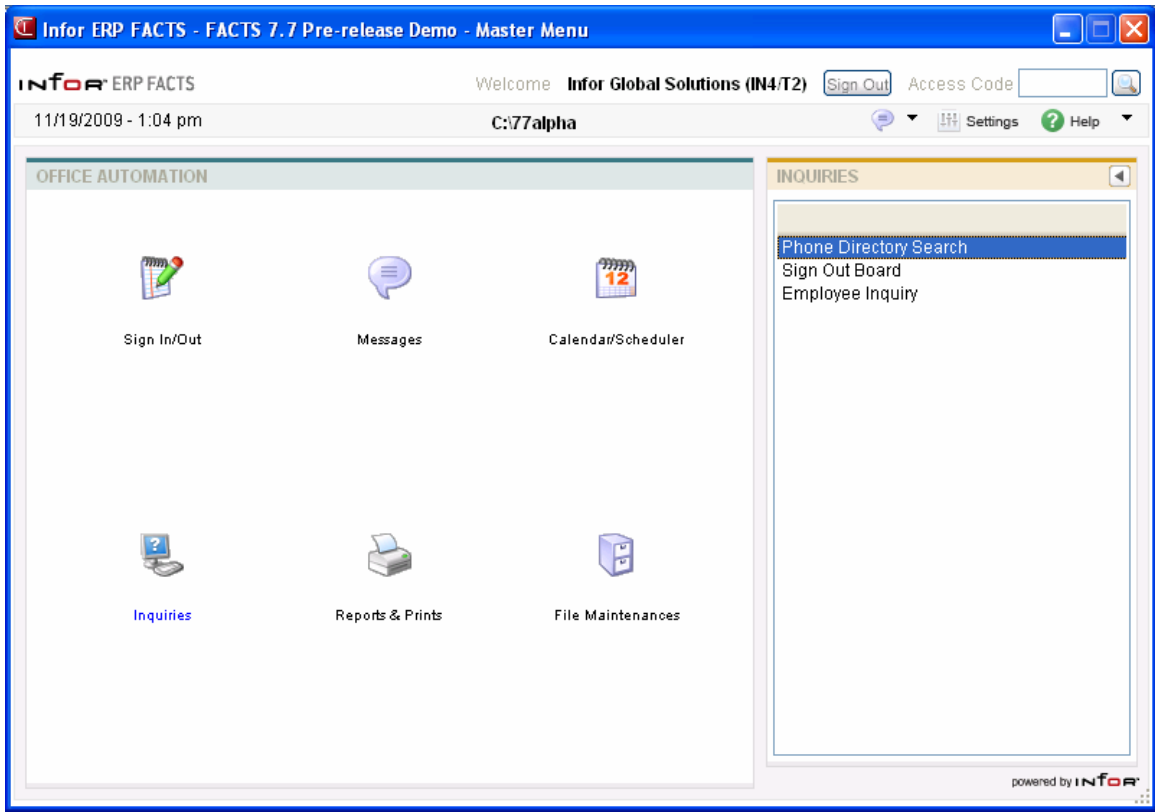 Infor ERP FACTS - FACTS 7.7 Pre-release Demo - Master Menu
infor ERP FACTS Welcome Infor Global Solutions (IN4/T2) Sign Out Access Code
11/19/2009 - 1:04 pm C:\77alpha Settings ? Help
OFFICE AUTOMATION
12
Sign In/Out Messages Calendar/Scheduler
?
Inquiries Reports & Prints File Maintenances
INQUIRIES
Phone Directory Search
Sign Out Board
Employee Inquiry
powered by infor